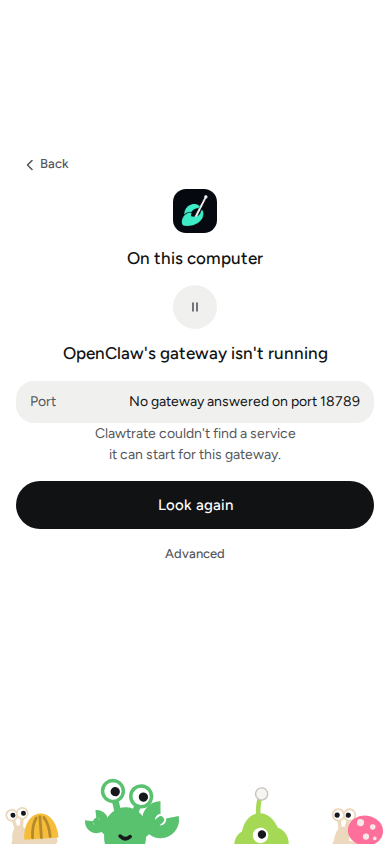 Back
On this computer
OpenClaw's gateway isn't running
Port No gateway answered on port 18789
Clawtrate couldn't find a service
it can start for this gateway.
Look again
Advanced